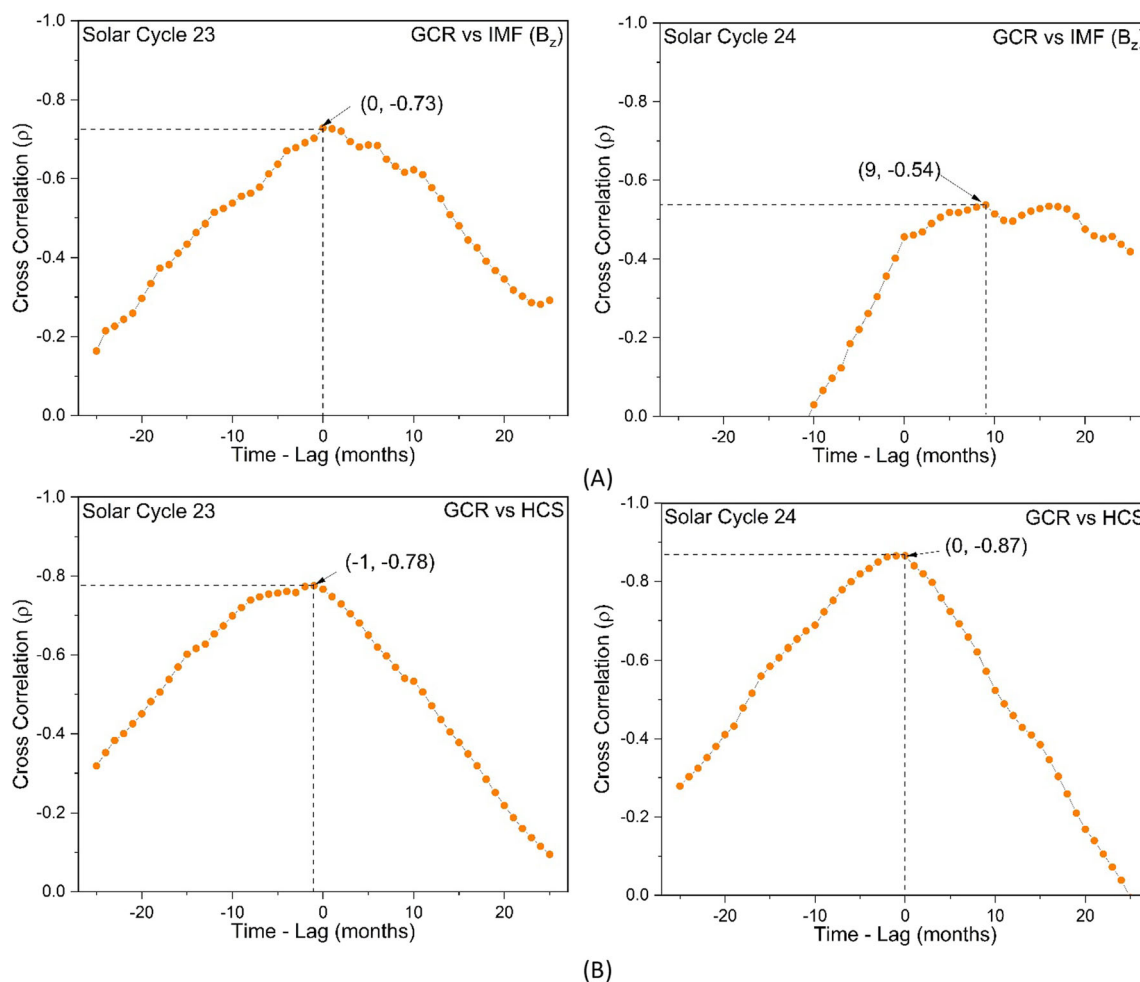 Solar Cycle 23
GCR vs IMF (Bz)
(0, -0.73)
Cross Correlation (ρ)
-1.0
-0.8
-0.6
-0.4
-0.2
0.0
-20
-10
0
10
20
Time - Lag (months)
Solar Cycle 24
GCR vs IMF (Bz)
(9, -0.54)
Cross Correlation (ρ)
-1.0
-0.8
-0.6
-0.4
-0.2
0.0
-20
-10
0
10
20
Time - Lag (months)
(A)
Solar Cycle 23
GCR vs HCS
(-1, -0.78)
Cross Correlation (ρ)
-1.0
-0.8
-0.6
-0.4
-0.2
0.0
-20
-10
0
10
20
Time - Lag (months)
Solar Cycle 24
GCR vs HCS
(0, -0.87)
Cross Correlation (ρ)
-1.0
-0.8
-0.6
-0.4
-0.2
0.0
-20
-10
0
10
20
Time - Lag (months)
(B)